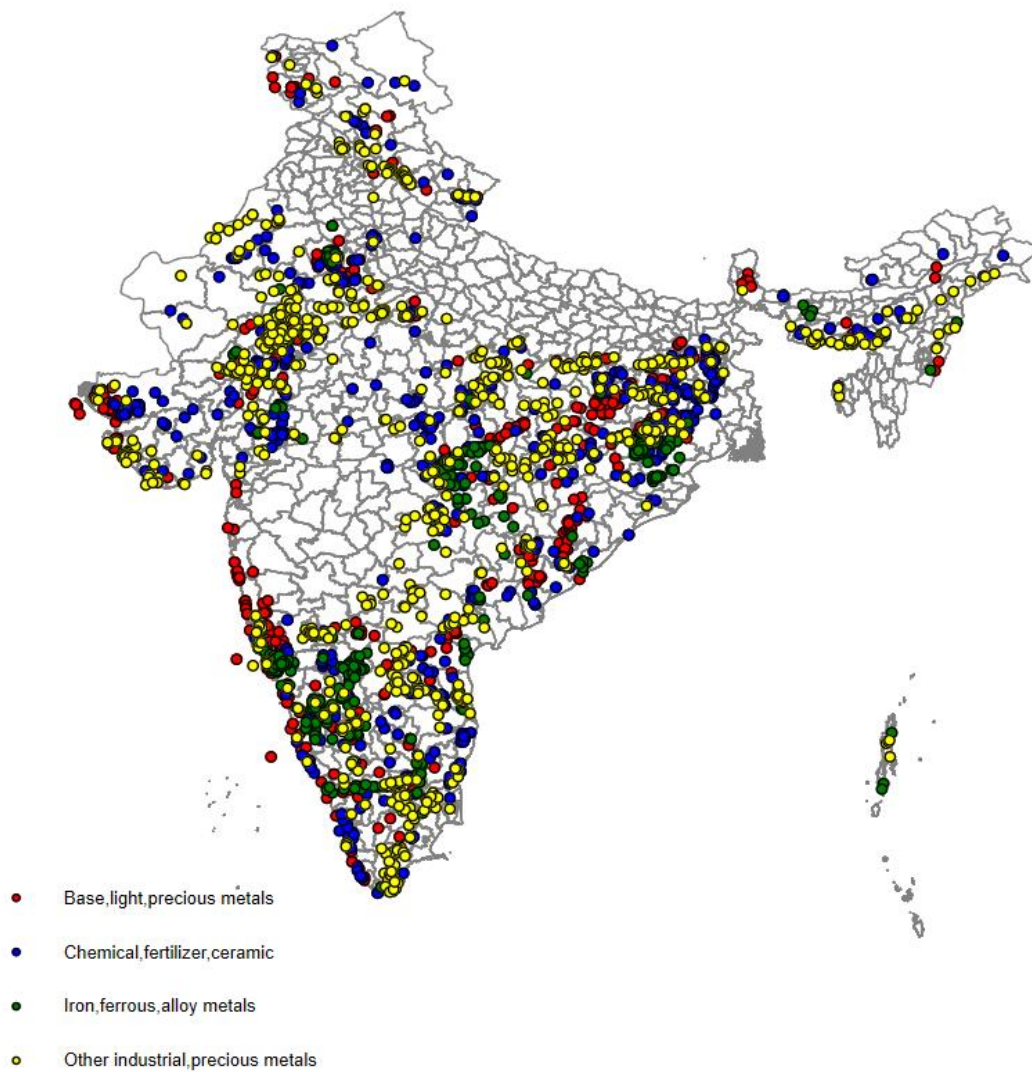 Base,light,precious metals
Chemical,fertilizer,ceramic
Iron,ferrous,alloy metals
Other industrial,precious metals